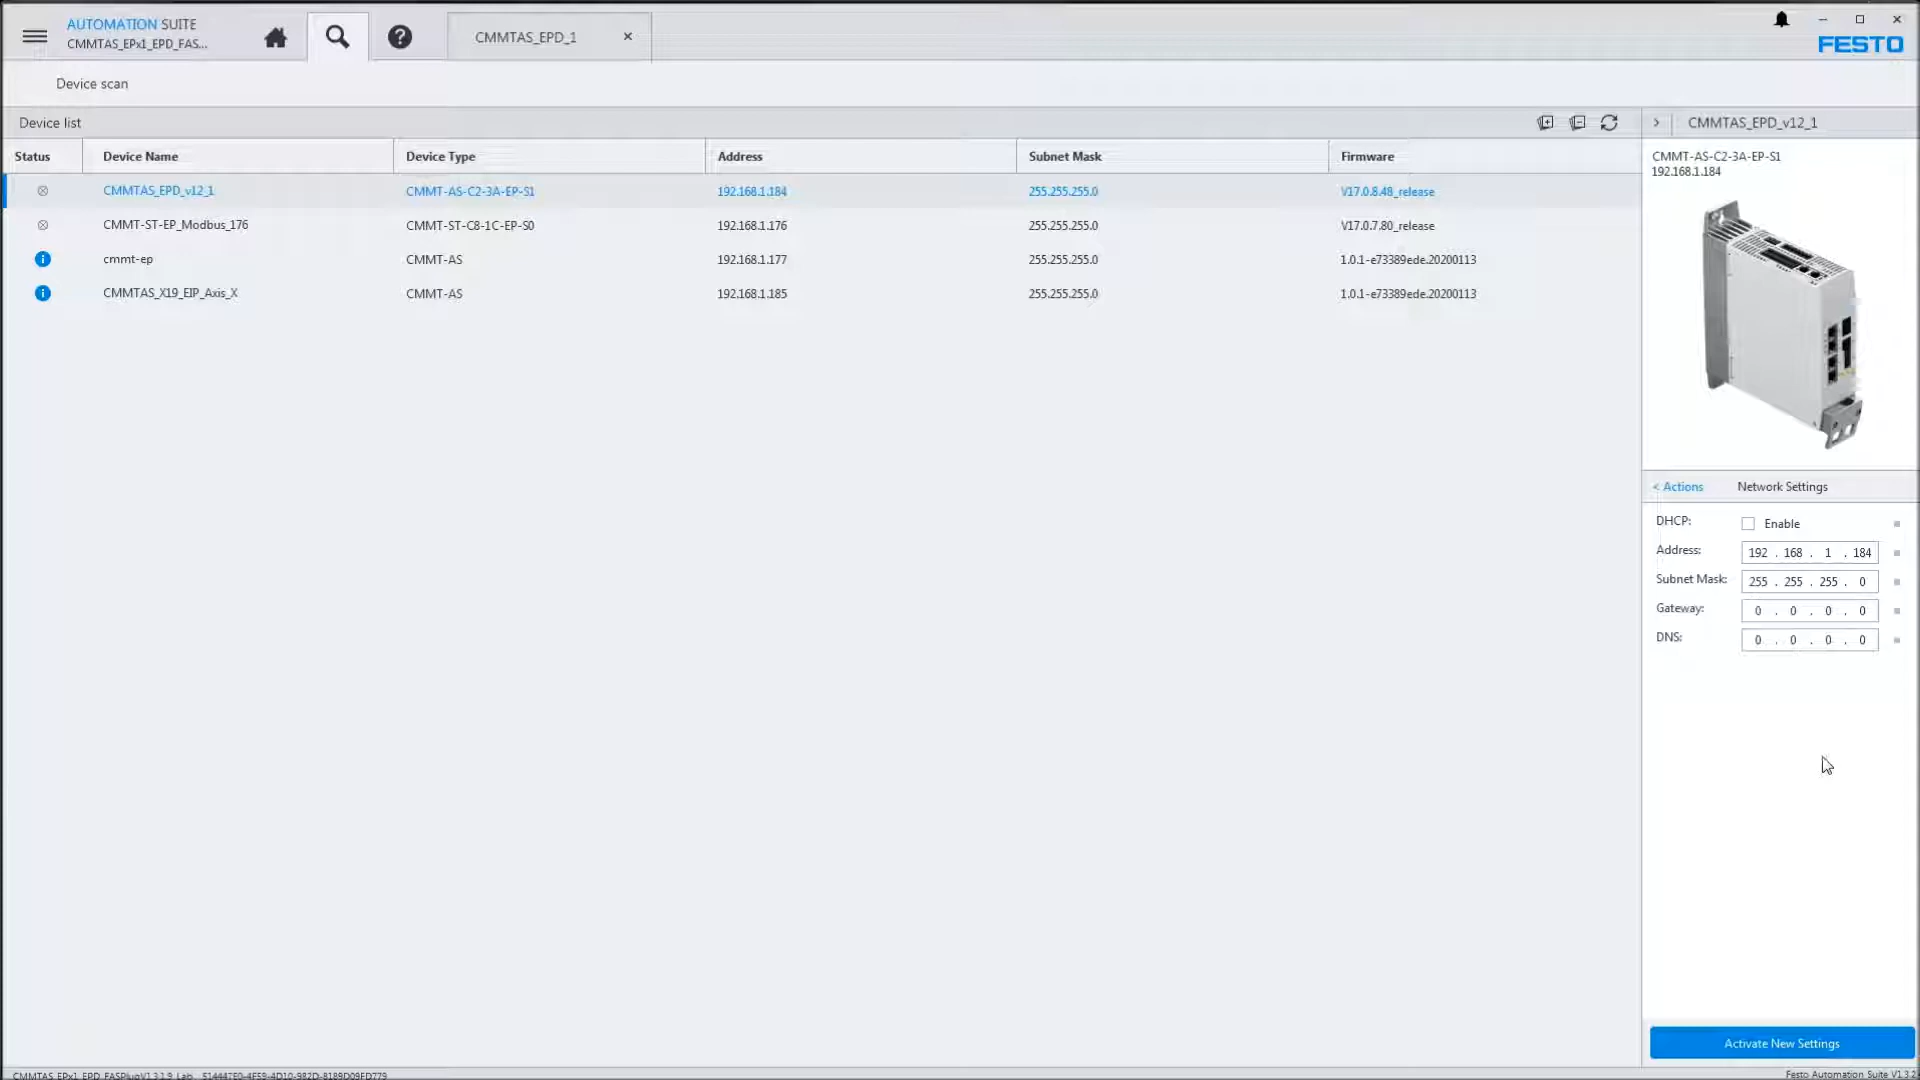 AUTOMATION SUITE
CMMTAS_EPx1_EPD_FAS...
CMMTAS_EPD_1
FESTO
Device scan
Device list
CMMTAS_EPD_v12_1
Status Device Name Device Type Address Subnet Mask Firmware
CMMTAS_EPD_v12_1 CMMT-AS-C2-3A-EP-S1 192.168.1.184 255.255.255.0 V17.0.8.48_release
CMMT-ST-EP_Modbus_176 CMMT-ST-C8-1C-EP-S0 192.168.1.176 255.255.255.0 V17.0.7.80_release
cmmt-ep CMMT-AS 192.168.1.177 255.255.255.0 1.0.1-e73389ede.20200113
CMMTAS_X19_EIP_Axis_X CMMT-AS 192.168.1.185 255.255.255.0 1.0.1-e73389ede.20200113
CMMT-AS-C2-3A-EP-S1
192.168.1.184
< Actions Network Settings
DHCP: Enable
Address: 192 . 168 . 1 . 184
Subnet Mask: 255 . 255 . 255 . 0
Gateway: 0 . 0 . 0 . 0
DNS: 0 . 0 . 0 . 0
Activate New Settings
Festo Automation Suite V1.3.2